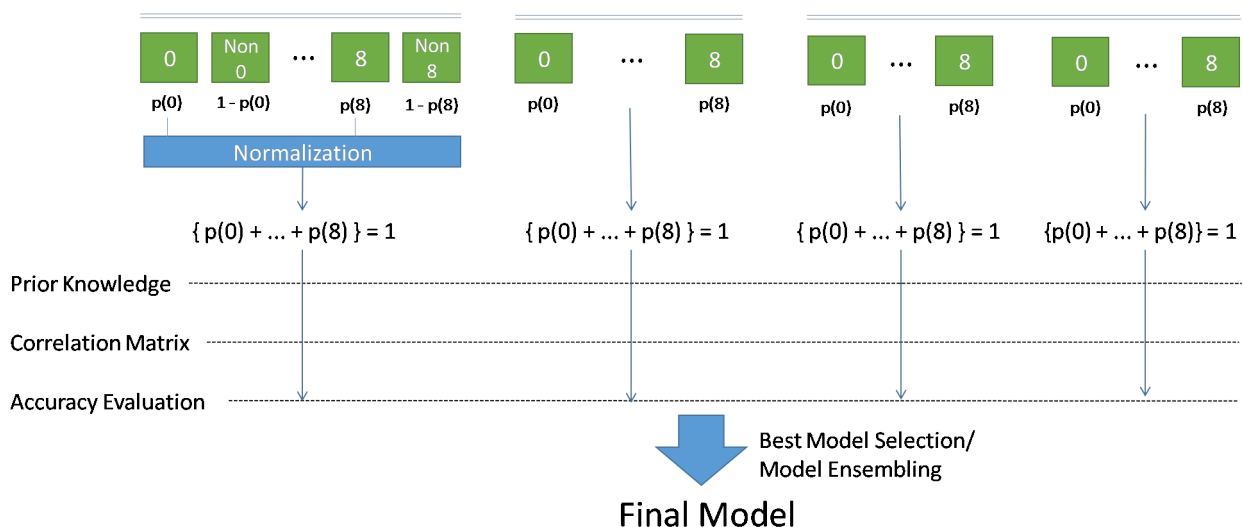 0 Non 0 ... 8 Non 8 0 ... 8 0 ... 8 0 ... 8
p(0) 1 - p(0) p(8) 1 - p(8) p(0) p(8) p(0) p(8) p(0) p(8)
Normalization
{ p(0) + ... + p(8) } = 1 { p(0) + ... + p(8) } = 1 { p(0) + ... + p(8) } = 1 {p(0) + ... + p(8)} = 1
Prior Knowledge
Correlation Matrix
Accuracy Evaluation
Best Model Selection/
Model Ensembling
Final Model